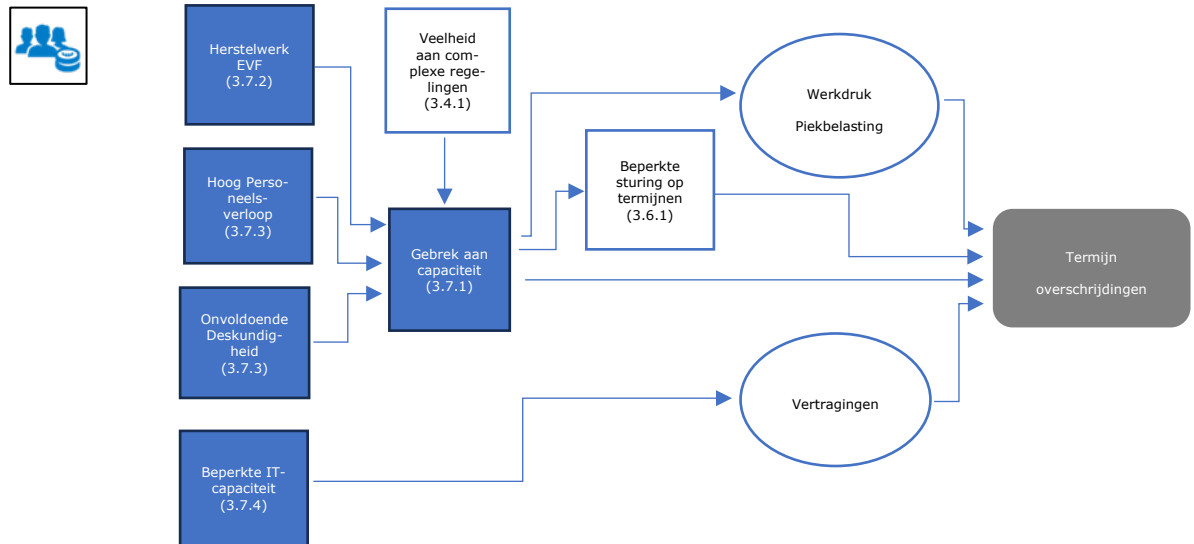 Herstelwerk
EVF
(3.7.2)
Veelheid
aan com-
plexe rege-
lingen
(3.4.1)
Werkdruk
Piekbelasting
Hoog Perso-
neels-
verloop
(3.7.3)
Beperkte
sturing op
termijnen
(3.6.1)
Gebrek aan
capaciteit
(3.7.1)
Termijn
overschrijdingen
Onvoldoende
Deskundig-
heid
(3.7.3)
Vertragingen
Beperkte IT-
capaciteit
(3.7.4)